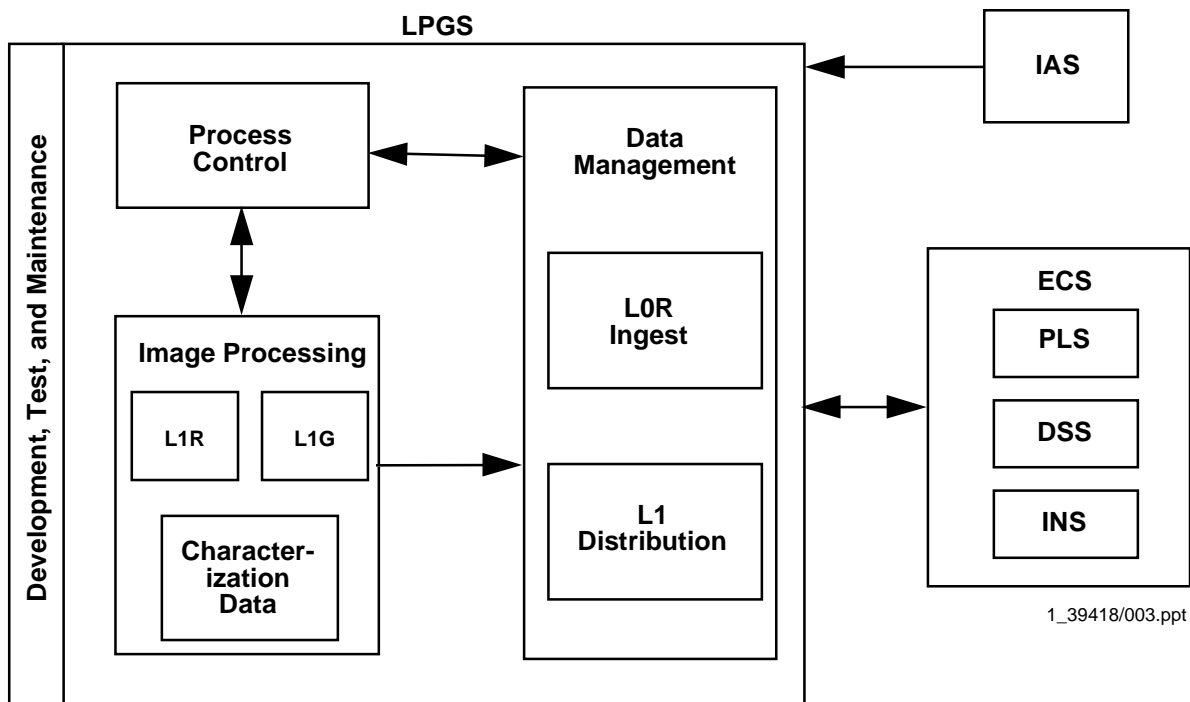 LPGS
IAS
Development, Test, and Maintenance
Process
Control
Data
Management
Image Processing
L1R
L1G
Character-
ization
Data
L0R
Ingest
L1
Distribution
ECS
PLS
DSS
INS
1_39418/003.ppt